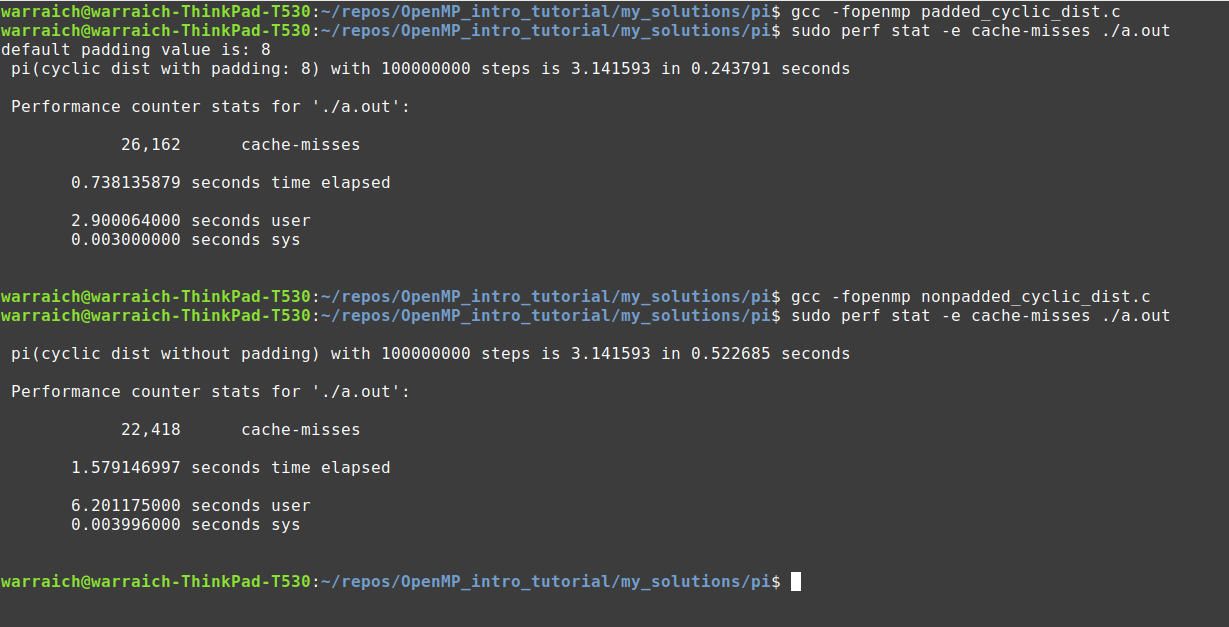 warraich@warraich-ThinkPad-T530:~/repos/OpenMP_intro_tutorial/my_solutions/pi$ gcc -fopenmp padded_cyclic_dist.c
warraich@warraich-ThinkPad-T530:~/repos/OpenMP_intro_tutorial/my_solutions/pi$ sudo perf stat -e cache-misses ./a.out
default padding value is: 8
pi(cyclic dist with padding: 8) with 100000000 steps is 3.141593 in 0.243791 seconds
Performance counter stats for './a.out':
26,162 cache-misses
0.738135879 seconds time elapsed
2.900064000 seconds user
0.003000000 seconds sys
warraich@warraich-ThinkPad-T530:~/repos/OpenMP_intro_tutorial/my_solutions/pi$ gcc -fopenmp nonpadded_cyclic_dist.c
warraich@warraich-ThinkPad-T530:~/repos/OpenMP_intro_tutorial/my_solutions/pi$ sudo perf stat -e cache-misses ./a.out
pi(cyclic dist without padding) with 100000000 steps is 3.141593 in 0.522685 seconds
Performance counter stats for './a.out':
22,418 cache-misses
1.579146997 seconds time elapsed
6.201175000 seconds user
0.003996000 seconds sys
warraich@warraich-ThinkPad-T530:~/repos/OpenMP_intro_tutorial/my_solutions/pi$